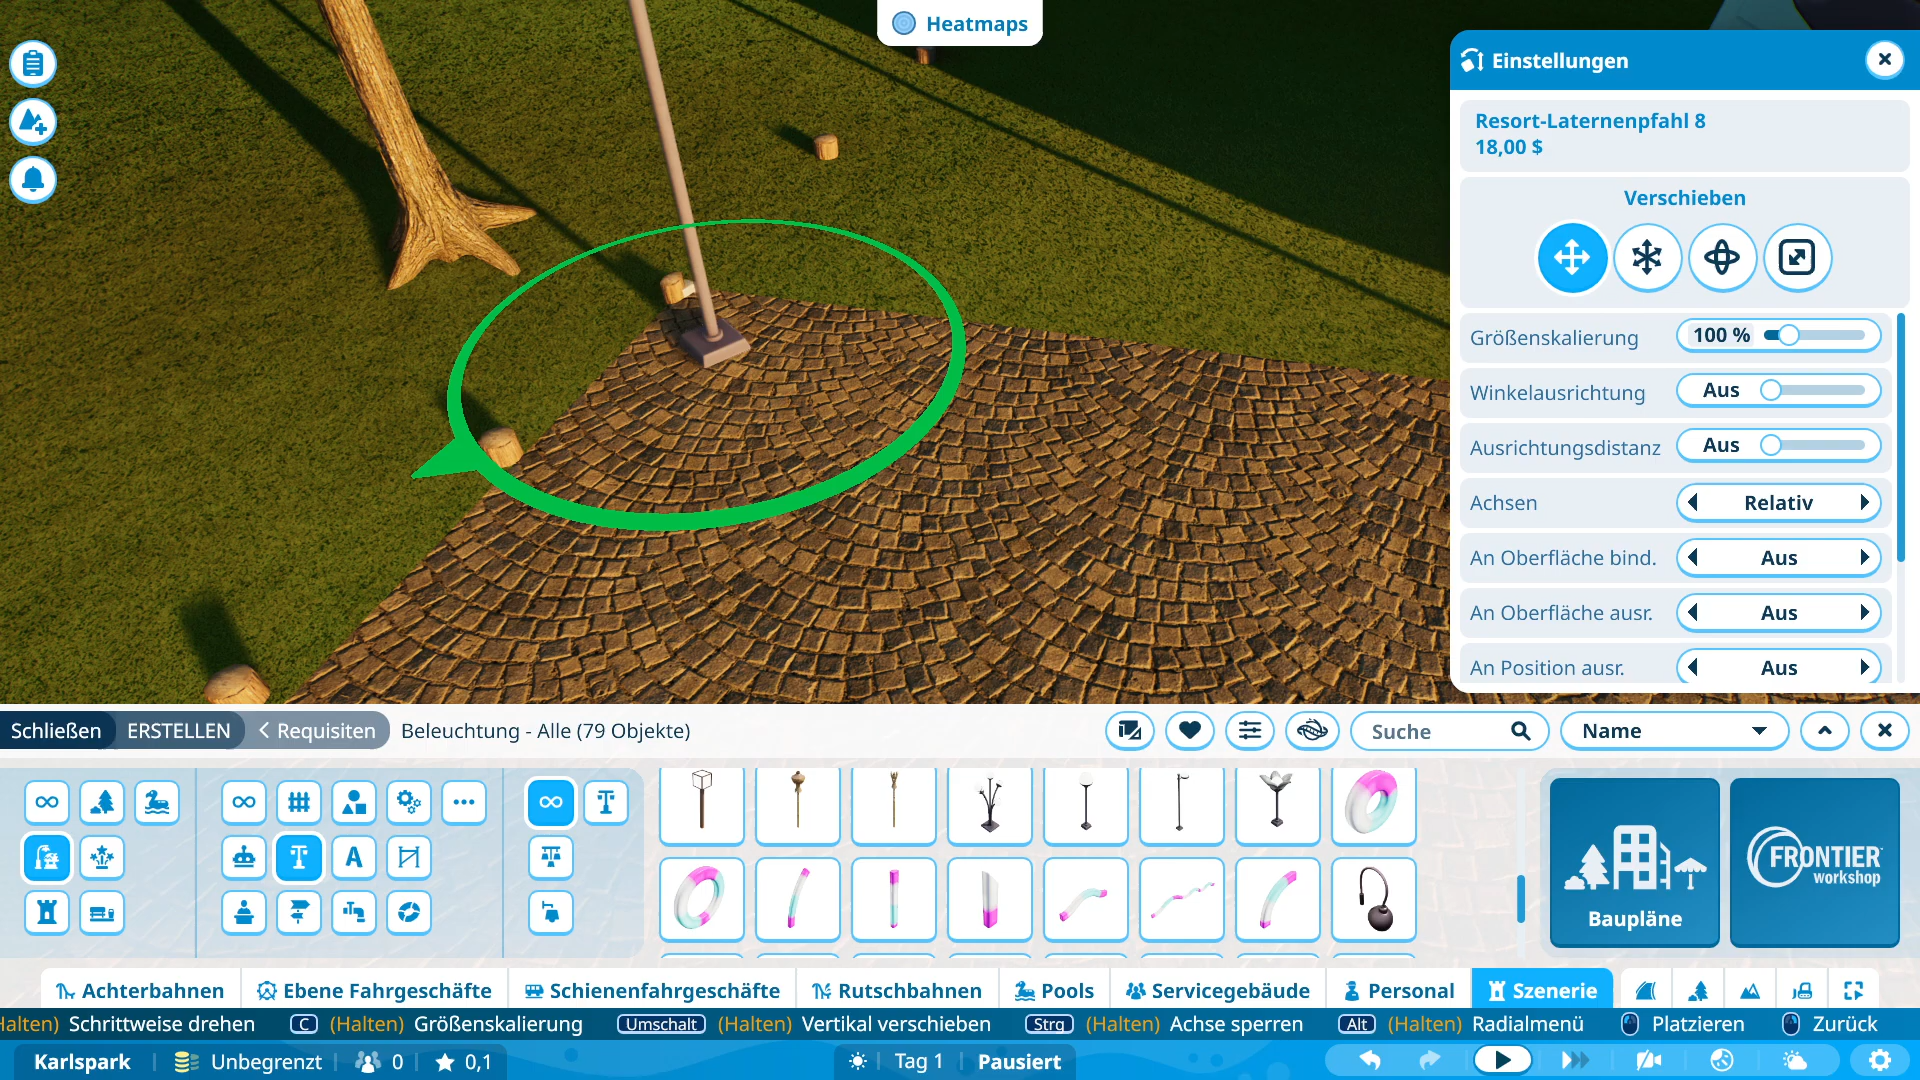 Heatmaps
Einstellungen
Resort-Laternenpfahl 8
18,00 $
Verschieben
Größenskalierung 100 %
Winkelausrichtung Aus
Ausrichtungsdistanz Aus
Achsen Relativ
An Oberfläche bind. Aus
An Oberfläche ausr. Aus
An Position ausr. Aus
Schließen ERSTELLEN Requisiten Beleuchtung - Alle (79 Objekte) Suche Name
Baupläne
FRONTIER
workshop
Achterbahnen Ebene Fahrgeschäfte Schienenfahrgeschäfte Rutschbahnen Pools Servicegebäude Personal Szenerie
Halten) Schrittweise drehen C (Halten) Größenskalierung Umschalt (Halten) Vertikal verschieben Strg (Halten) Achse sperren Alt (Halten) Radialmenü Platzieren Zurück
Karlspark Unbegrenzt 0 0,1 Tag 1 Pausiert